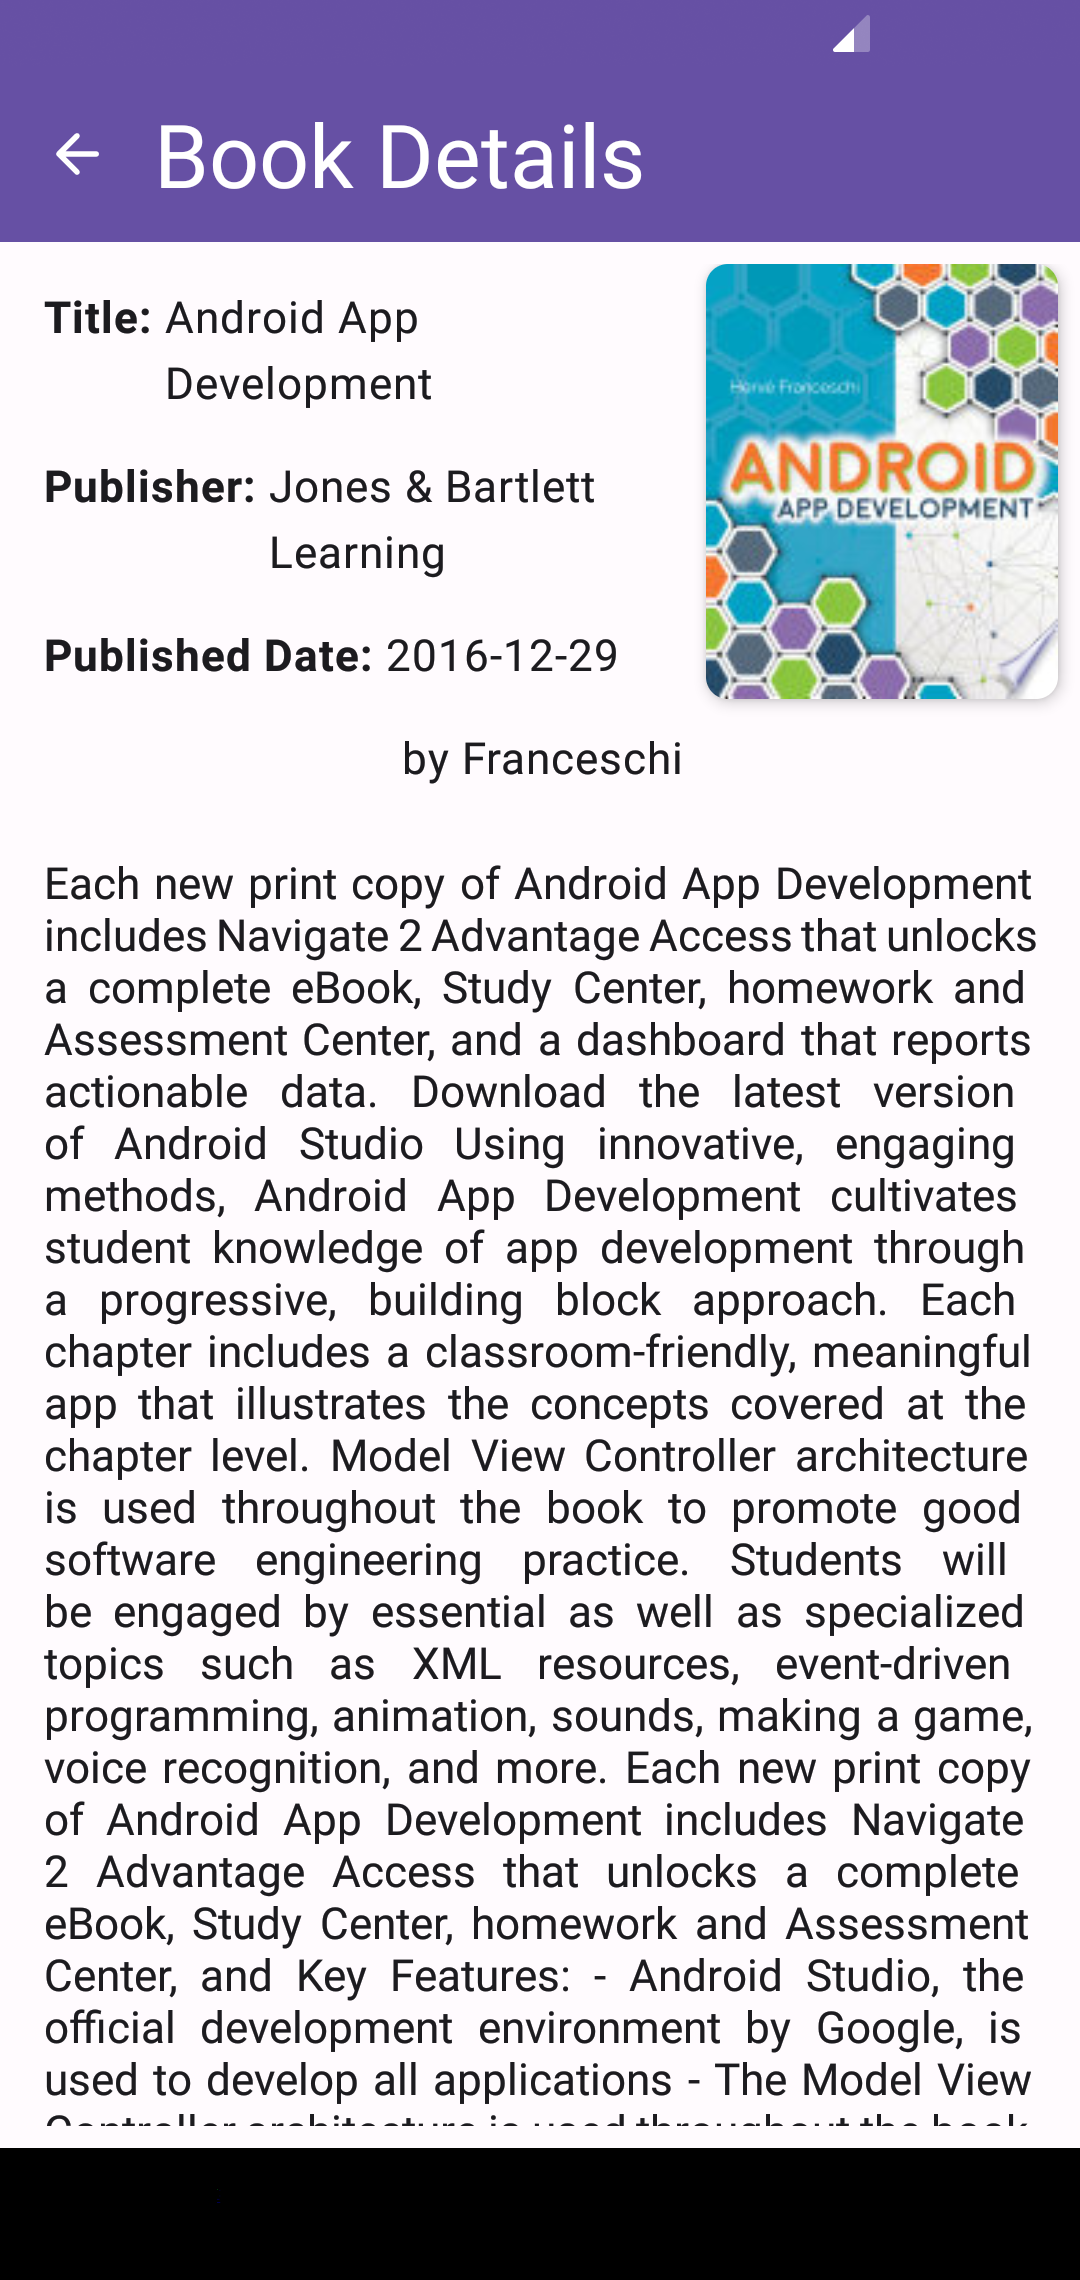 Book Details
Title: Android App
Development
Publisher: Jones & Bartlett
Learning
Published Date: 2016-12-29
Hervé Franceschi
ANDROID
APP DEVELOPMENT
by Franceschi
Each new print copy of Android App Development
includes Navigate 2 Advantage Access that unlocks
a complete eBook, Study Center, homework and
Assessment Center, and a dashboard that reports
actionable data. Download the latest version
of Android Studio Using innovative, engaging
methods, Android App Development cultivates
student knowledge of app development through
a progressive, building block approach. Each
chapter includes a classroom-friendly, meaningful
app that illustrates the concepts covered at the
chapter level. Model View Controller architecture
is used throughout the book to promote good
software engineering practice. Students will
be engaged by essential as well as specialized
topics such as XML resources, event-driven
programming, animation, sounds, making a game,
voice recognition, and more. Each new print copy
of Android App Development includes Navigate
2 Advantage Access that unlocks a complete
eBook, Study Center, homework and Assessment
Center, and Key Features: - Android Studio, the
official development environment by Google, is
used to develop all applications - The Model View
Controller architecture is used throughout the book